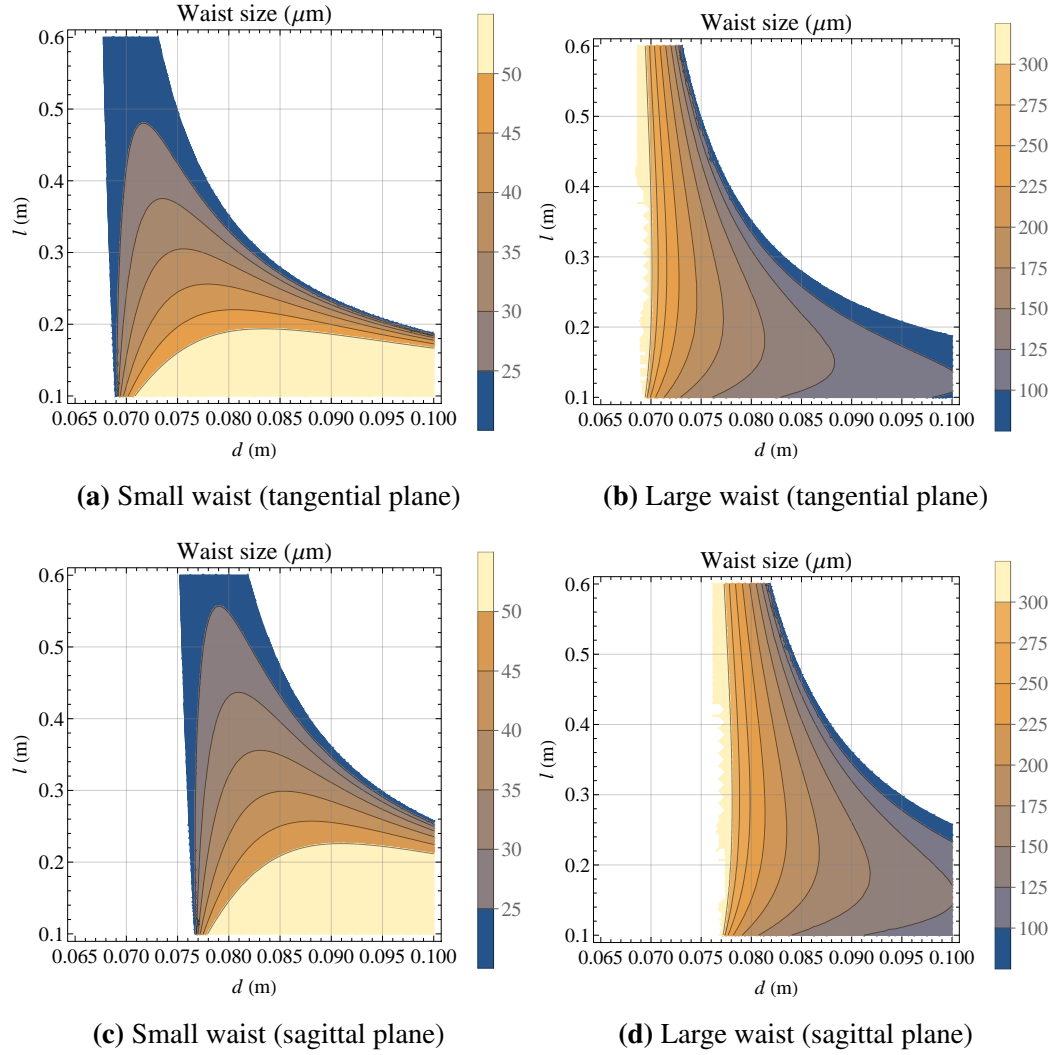 Waist size (μm)
0.6
0.5
0.4
0.3
0.2
0.1
l (m)
0.065 0.070 0.075 0.080 0.085 0.090 0.095 0.100
d (m)
50
45
40
35
30
25
(a) Small waist (tangential plane)
Waist size (μm)
0.6
0.5
0.4
0.3
0.2
0.1
l (m)
0.065 0.070 0.075 0.080 0.085 0.090 0.095 0.100
d (m)
300
275
250
225
200
175
150
125
100
(b) Large waist (tangential plane)
Waist size (μm)
0.6
0.5
0.4
0.3
0.2
0.1
l (m)
0.065 0.070 0.075 0.080 0.085 0.090 0.095 0.100
d (m)
50
45
40
35
30
25
(c) Small waist (sagittal plane)
Waist size (μm)
0.6
0.5
0.4
0.3
0.2
0.1
l (m)
0.065 0.070 0.075 0.080 0.085 0.090 0.095 0.100
d (m)
300
275
250
225
200
175
150
125
100
(d) Large waist (sagittal plane)